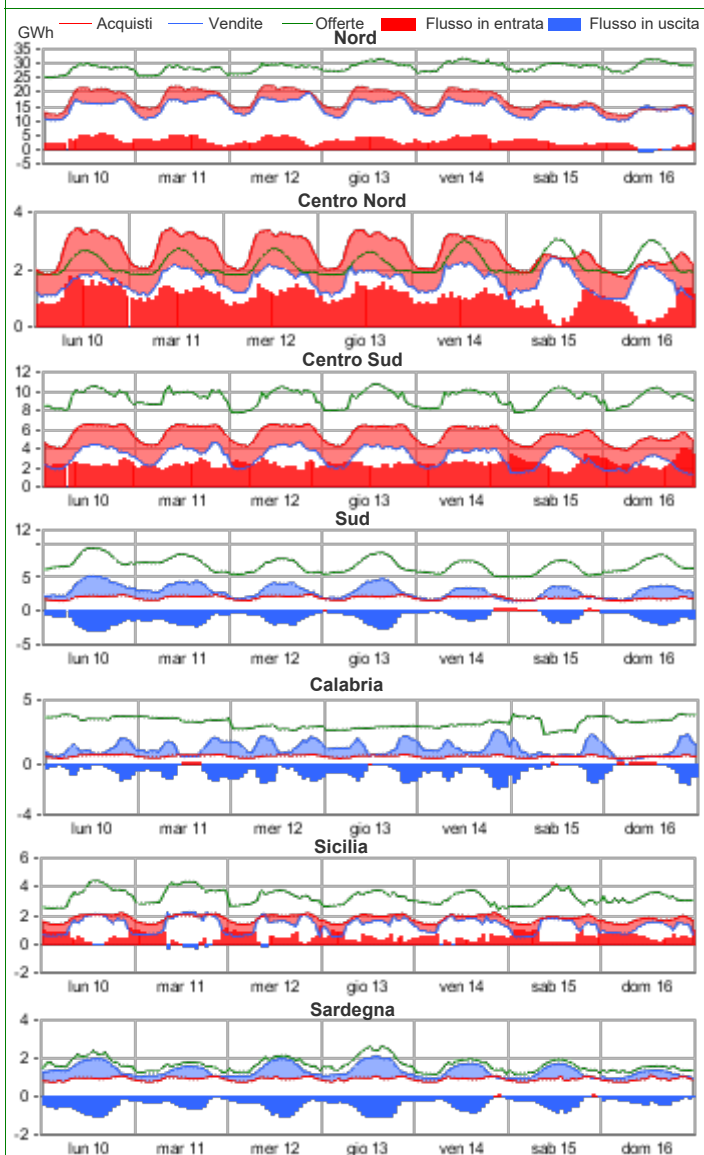 GWh
Acquisti Vendite Offerte Flusso in entrata Flusso in uscita
Nord
35
30
25
20
15
10
5
0
-5
lun 10 mar 11 mer 12 gio 13 ven 14 sab 15 dom 16
Centro Nord
4
2
0
lun 10 mar 11 mer 12 gio 13 ven 14 sab 15 dom 16
Centro Sud
12
10
8
6
4
2
0
lun 10 mar 11 mer 12 gio 13 ven 14 sab 15 dom 16
Sud
12
5
0
-5
lun 10 mar 11 mer 12 gio 13 ven 14 sab 15 dom 16
Calabria
5
0
-4
lun 10 mar 11 mer 12 gio 13 ven 14 sab 15 dom 16
Sicilia
6
4
2
0
-2
lun 10 mar 11 mer 12 gio 13 ven 14 sab 15 dom 16
Sardegna
4
2
0
-2
lun 10 mar 11 mer 12 gio 13 ven 14 sab 15 dom 16